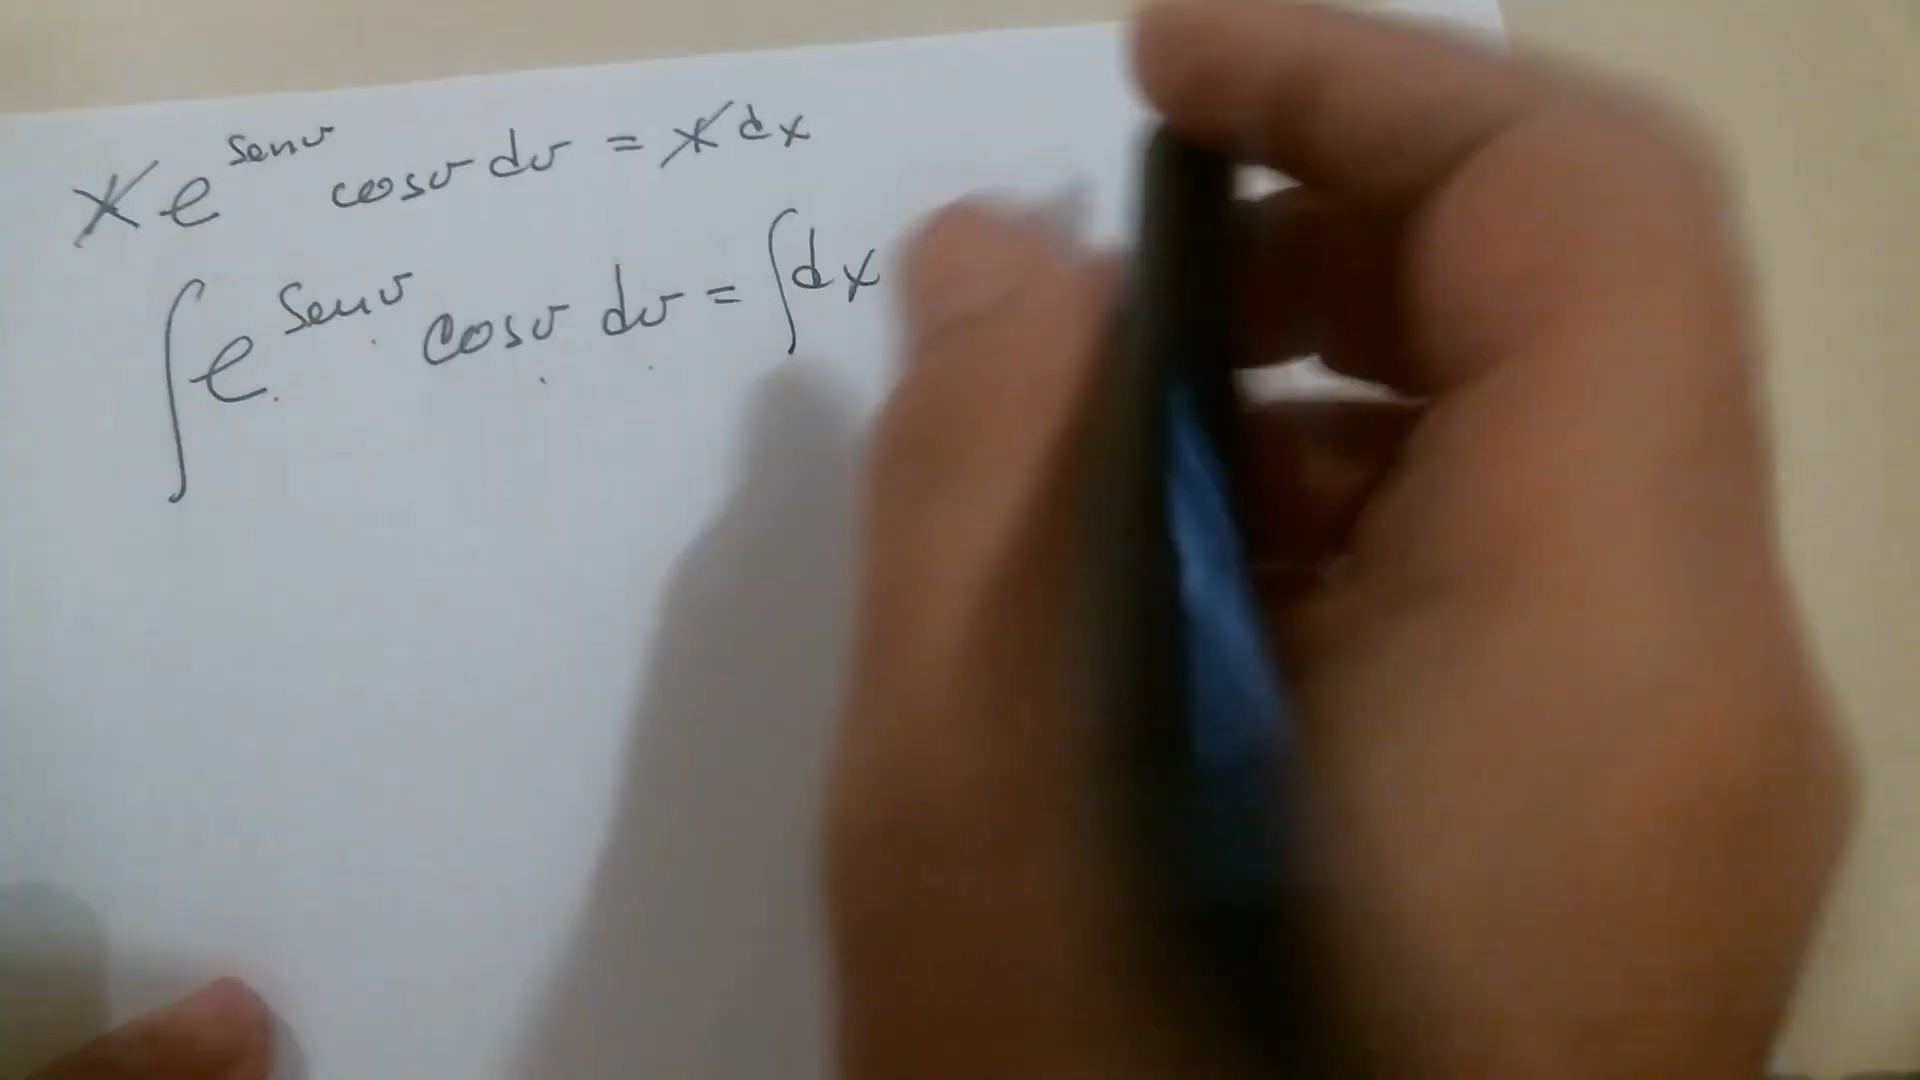 x e^senv cosv dv = x dx
∫ e^senv cosv dv = ∫ dx